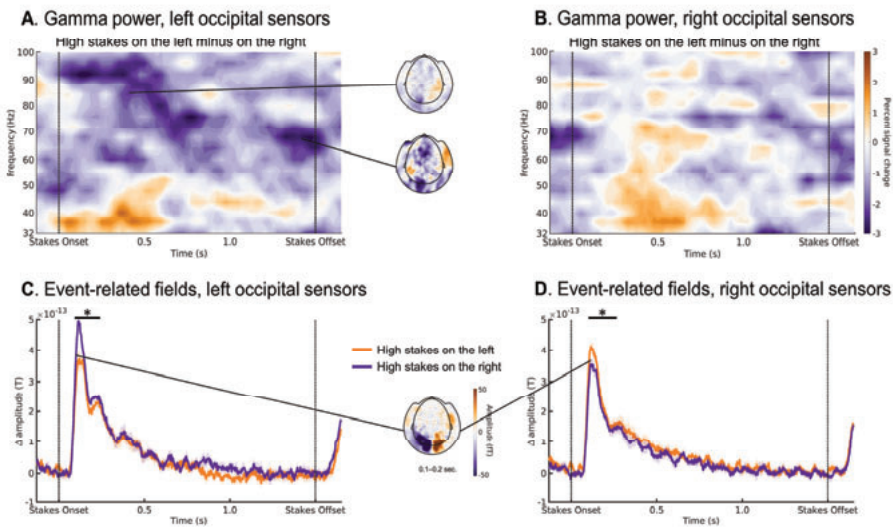 A. Gamma power, left occipital sensors
High stakes on the left minus on the right
100
90
80
70
60
50
40
32
frequency(Hz)
Stakes Onset
0.5
1.0
Stakes Offset
Time (s)
B. Gamma power, right occipital sensors
High stakes on the left minus on the right
100
90
80
70
60
50
40
32
frequency(Hz)
Stakes Onset
0.5
1.0
Stakes Offset
Time (s)
3
2
1
0
-1
-2
-3
Percent signal change
C. Event-related fields, left occipital sensors
5
×10⁻¹³
4
3
2
1
0
-1
Δ amplitude (T)
*
Stakes Onset
0.5
1.0
Stakes Offset
Time (s)
High stakes on the left
High stakes on the right
50
0
-50
Amplitude (fT)
0.1–0.2 sec.
D. Event-related fields, right occipital sensors
5
×10⁻¹³
4
3
2
1
0
-1
Δ amplitude (T)
*
Stakes Onset
0.5
1.0
Stakes Offset
Time (s)